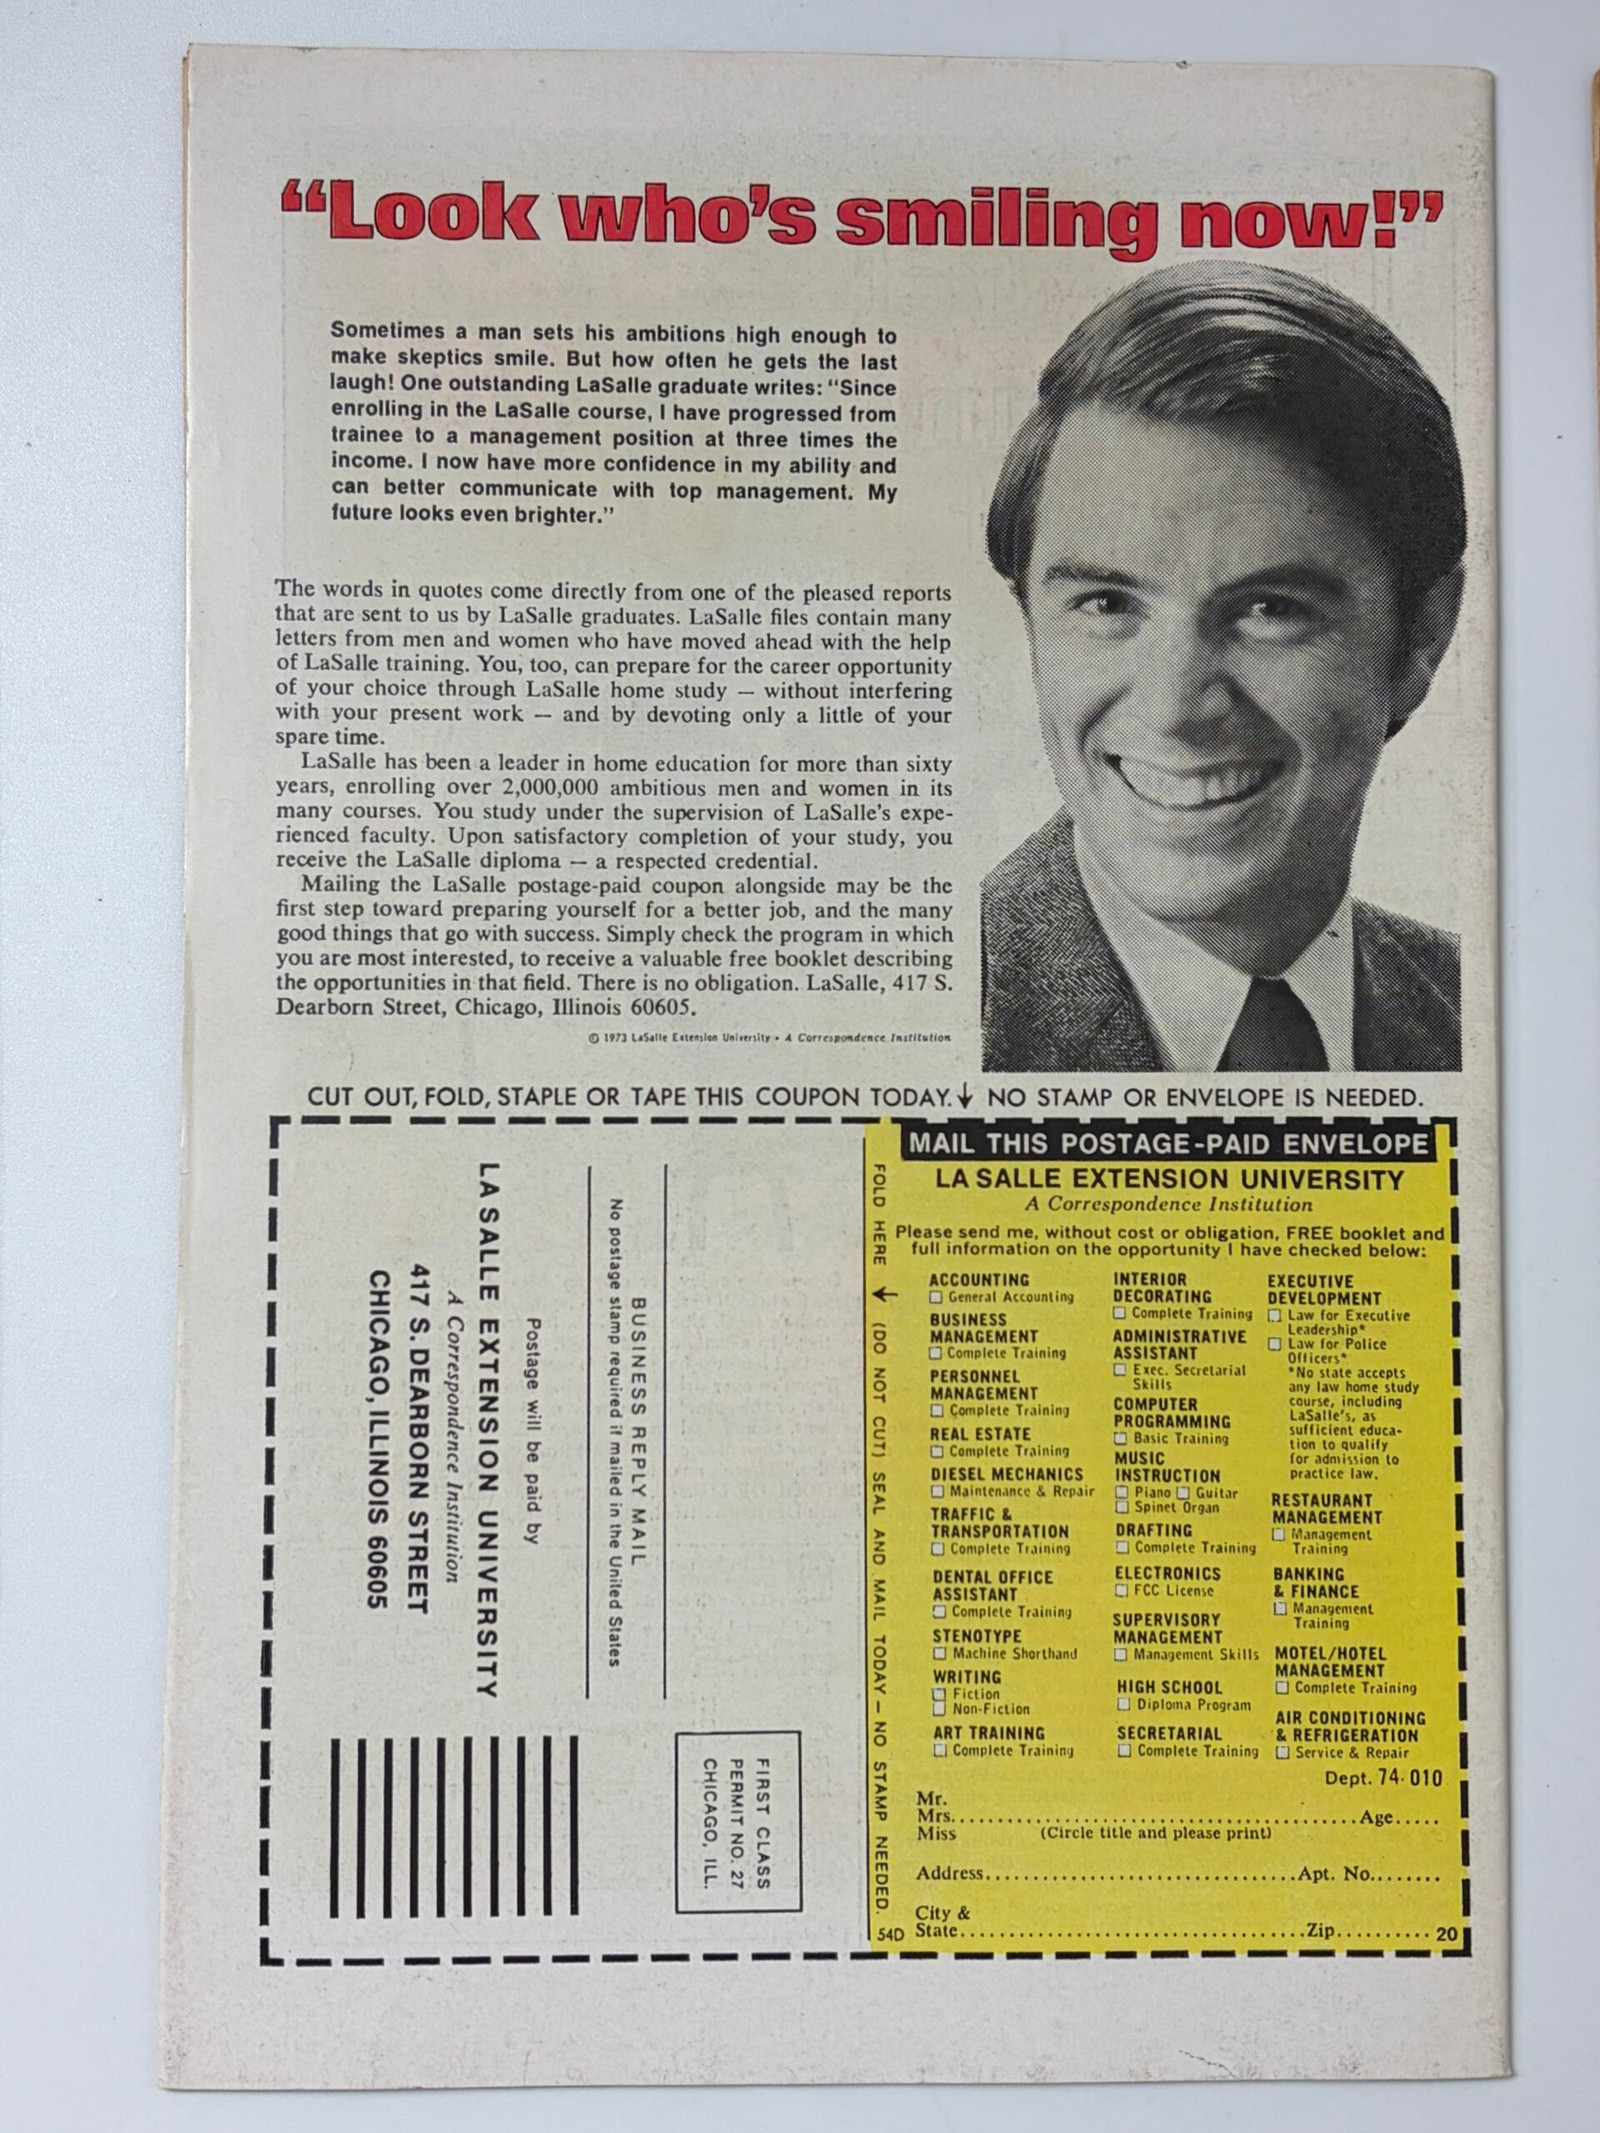 “Look who’s smiling now!”
Sometimes a man sets his ambitions high enough to
make skeptics smile. But how often he gets the last
laugh! One outstanding LaSalle graduate writes: “Since
enrolling in the LaSalle course, I have progressed from
trainee to a management position at three times the
income. I now have more confidence in my ability and
can better communicate with top management. My
future looks even brighter.”
The words in quotes come directly from one of the pleased reports
that are sent to us by LaSalle graduates. LaSalle files contain many
letters from men and women who have moved ahead with the help
of LaSalle training. You, too, can prepare for the career opportunity
of your choice through LaSalle home study — without interfering
with your present work — and by devoting only a little of your
spare time.
LaSalle has been a leader in home education for more than sixty
years, enrolling over 2,000,000 ambitious men and women in its
many courses. You study under the supervision of LaSalle’s expe-
rienced faculty. Upon satisfactory completion of your study, you
receive the LaSalle diploma — a respected credential.
Mailing the LaSalle postage-paid coupon alongside may be the
first step toward preparing yourself for a better job, and the many
good things that go with success. Simply check the program in which
you are most interested, to receive a valuable free booklet describing
the opportunities in that field. There is no obligation. LaSalle, 417 S.
Dearborn Street, Chicago, Illinois 60605.
© 1973 LaSalle Extension University • A Correspondence Institution
CUT OUT, FOLD, STAPLE OR TAPE THIS COUPON TODAY. ↓ NO STAMP OR ENVELOPE IS NEEDED.
FIRST CLASS
PERMIT NO. 27
CHICAGO, ILL.
BUSINESS REPLY MAIL
No postage stamp required if mailed in the United States
Postage will be paid by
LA SALLE EXTENSION UNIVERSITY
A Correspondence Institution
417 S. DEARBORN STREET
CHICAGO, ILLINOIS 60605
FOLD HERE ↓ (DO NOT CUT) SEAL AND MAIL TODAY — NO STAMP NEEDED.
54D
MAIL THIS POSTAGE-PAID ENVELOPE
LA SALLE EXTENSION UNIVERSITY
A Correspondence Institution
Please send me, without cost or obligation, FREE booklet and
full information on the opportunity I have checked below:
ACCOUNTING
☐ General Accounting
BUSINESS
MANAGEMENT
☐ Complete Training
PERSONNEL
MANAGEMENT
☐ Complete Training
REAL ESTATE
☐ Complete Training
DIESEL MECHANICS
☐ Maintenance & Repair
TRAFFIC &
TRANSPORTATION
☐ Complete Training
DENTAL OFFICE
ASSISTANT
☐ Complete Training
STENOTYPE
☐ Machine Shorthand
WRITING
☐ Fiction
☐ Non-Fiction
ART TRAINING
☐ Complete Training
INTERIOR
DECORATING
☐ Complete Training
ADMINISTRATIVE
ASSISTANT
☐ Exec. Secretarial
Skills
COMPUTER
PROGRAMMING
☐ Basic Training
MUSIC
INSTRUCTION
☐ Piano ☐ Guitar
☐ Spinet Organ
DRAFTING
☐ Complete Training
ELECTRONICS
☐ FCC License
SUPERVISORY
MANAGEMENT
☐ Management Skills
HIGH SCHOOL
☐ Diploma Program
SECRETARIAL
☐ Complete Training
EXECUTIVE
DEVELOPMENT
☐ Law for Executive
Leadership*
☐ Law for Police
Officers*
*No state accepts
any law home study
course, including
LaSalle’s, as
sufficient educa-
tion to qualify
for admission to
practice law.
RESTAURANT
MANAGEMENT
☐ Management
Training
BANKING
& FINANCE
☐ Management
Training
MOTEL/HOTEL
MANAGEMENT
☐ Complete Training
AIR CONDITIONING
& REFRIGERATION
☐ Service & Repair
Dept. 74-010
Mr.
Mrs. Age
Miss (Circle title and please print)
Address Apt. No.
City &
State Zip 20